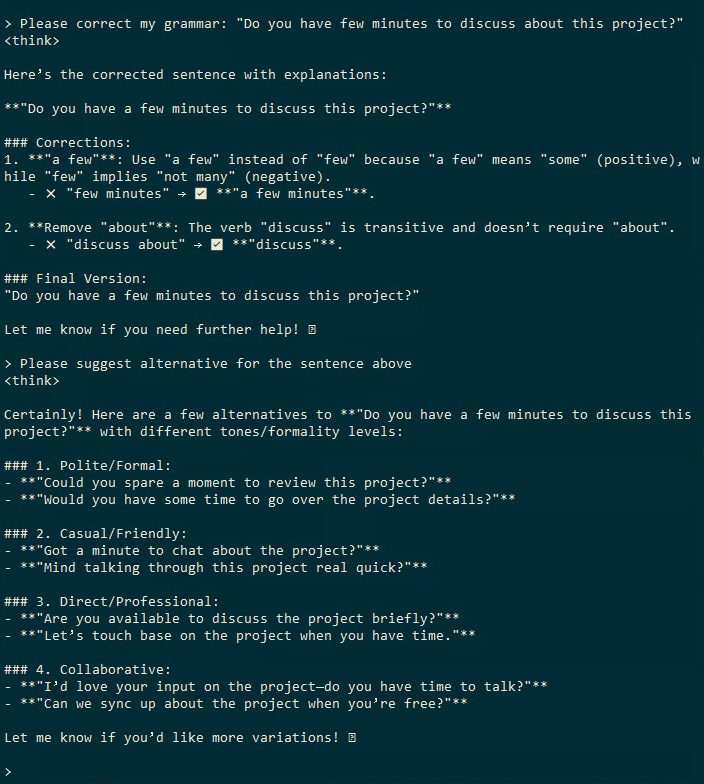 > Please correct my grammar: "Do you have few minutes to discuss about this project?"
<think>
Here’s the corrected sentence with explanations:
**"Do you have a few minutes to discuss this project?"**
### Corrections:
1. **"a few"**: Use "a few" instead of "few" because "a few" means "some" (positive), w
hile "few" implies "not many" (negative).
   - ❌ "few minutes" → ✅ **"a few minutes"**.
2. **Remove "about"**: The verb "discuss" is transitive and doesn’t require "about".
   - ❌ "discuss about" → ✅ **"discuss"**.
### Final Version:
"Do you have a few minutes to discuss this project?"
Let me know if you need further help!
> Please suggest alternative for the sentence above
<think>
Certainly! Here are a few alternatives to **"Do you have a few minutes to discuss this
project?"** with different tones/formality levels:
### 1. Polite/Formal:
- **"Could you spare a moment to review this project?"**
- **"Would you have some time to go over the project details?"**
### 2. Casual/Friendly:
- **"Got a minute to chat about the project?"**
- **"Mind talking through this project real quick?"**
### 3. Direct/Professional:
- **"Are you available to discuss the project briefly?"**
- **"Let’s touch base on the project when you have time."**
### 4. Collaborative:
- **"I’d love your input on the project—do you have time to talk?"**
- **"Can we sync up about the project when you’re free?"**
Let me know if you’d like more variations!
>